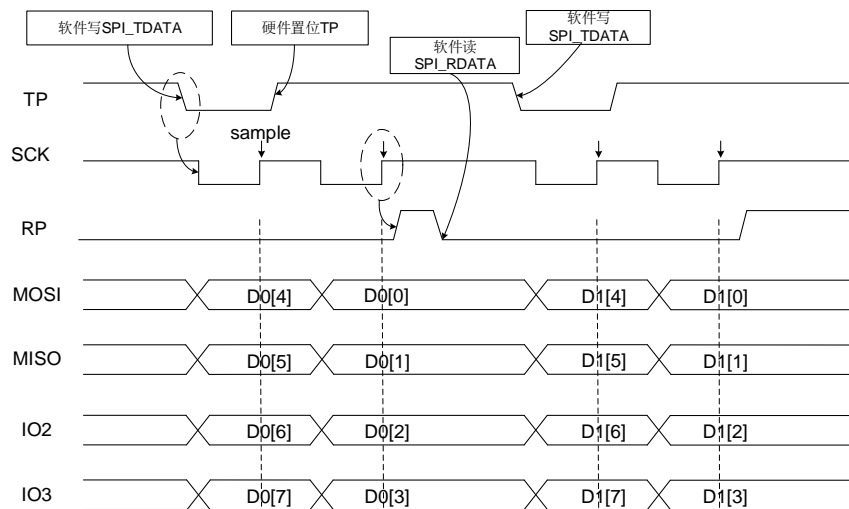 软件写SPI_TDATA
硬件置位TP
软件读
SPI_RDATA
软件写
SPI_TDATA
TP
sample
SCK
RP
MOSI D0[4] D0[0] D1[4] D1[0]
MISO D0[5] D0[1] D1[5] D1[1]
IO2 D0[6] D0[2] D1[6] D1[2]
IO3 D0[7] D0[3] D1[7] D1[3]